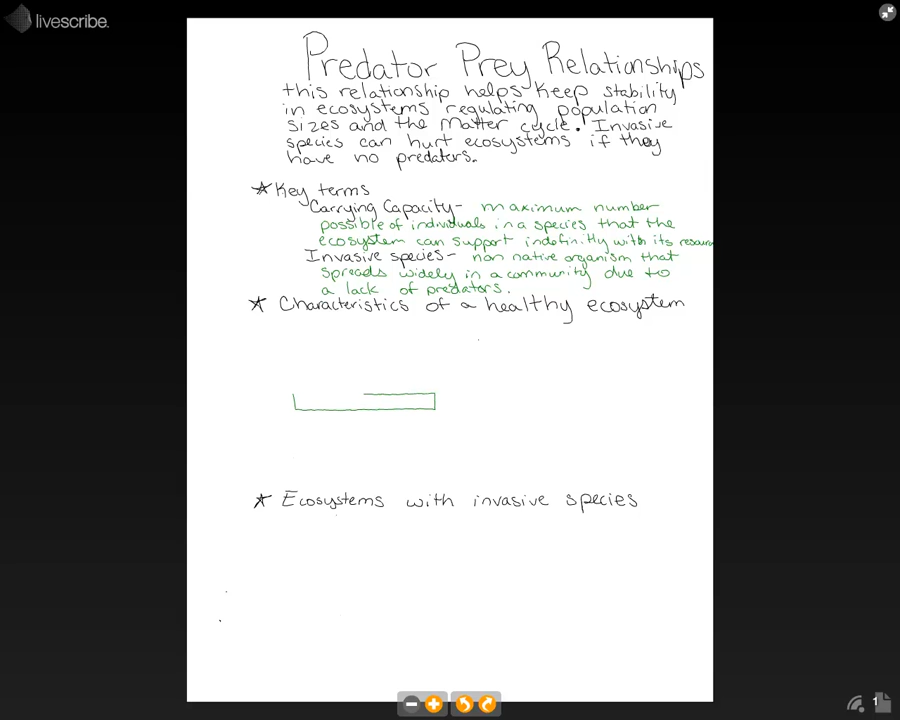 livescribe.
Predator Prey Relationships
this relationship helps keep stability
in ecosystems regulating population
sizes and the matter cycle. Invasive
species can hurt ecosystems if they
have no predators.
★ Key terms
Carrying Capacity- maximum number
possible of individuals in a species that the
ecosystem can support indefinitly with its resour
Invasive species- non native organism that
spreads widely in a community due to
a lack of predators.
★ Characteristics of a healthy ecosystem
★ Ecosystems with invasive species
1